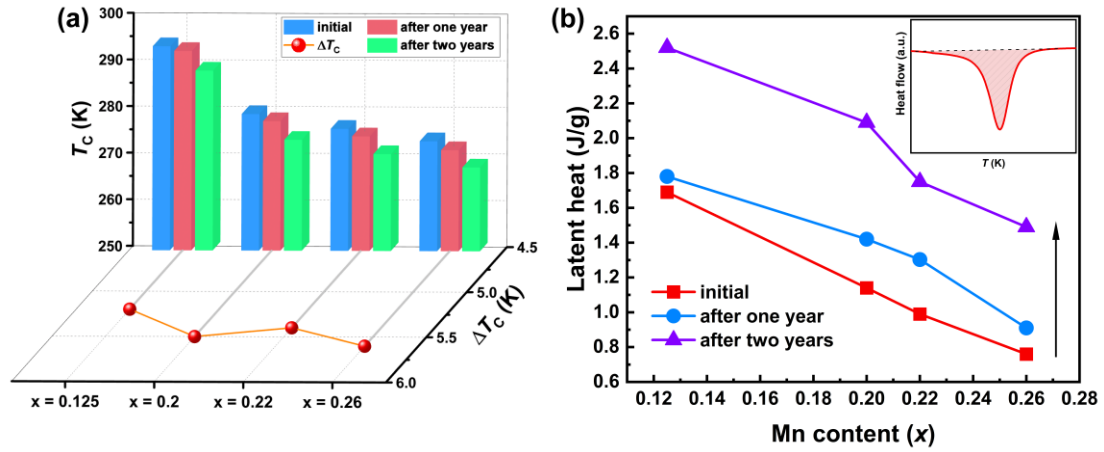 (a)
initial
after one year
ΔTC
after two years
TC (K)
300
290
280
270
260
250
4.5
5.0
5.5
6.0
ΔTC (K)
x = 0.125
x = 0.2
x = 0.22
x = 0.26
(b)
Latent heat (J/g)
2.6
2.4
2.2
2.0
1.8
1.6
1.4
1.2
1.0
0.8
0.6
Heat flow (a.u.)
T (K)
initial
after one year
after two years
0.12 0.14 0.16 0.18 0.20 0.22 0.24 0.26 0.28
Mn content (x)